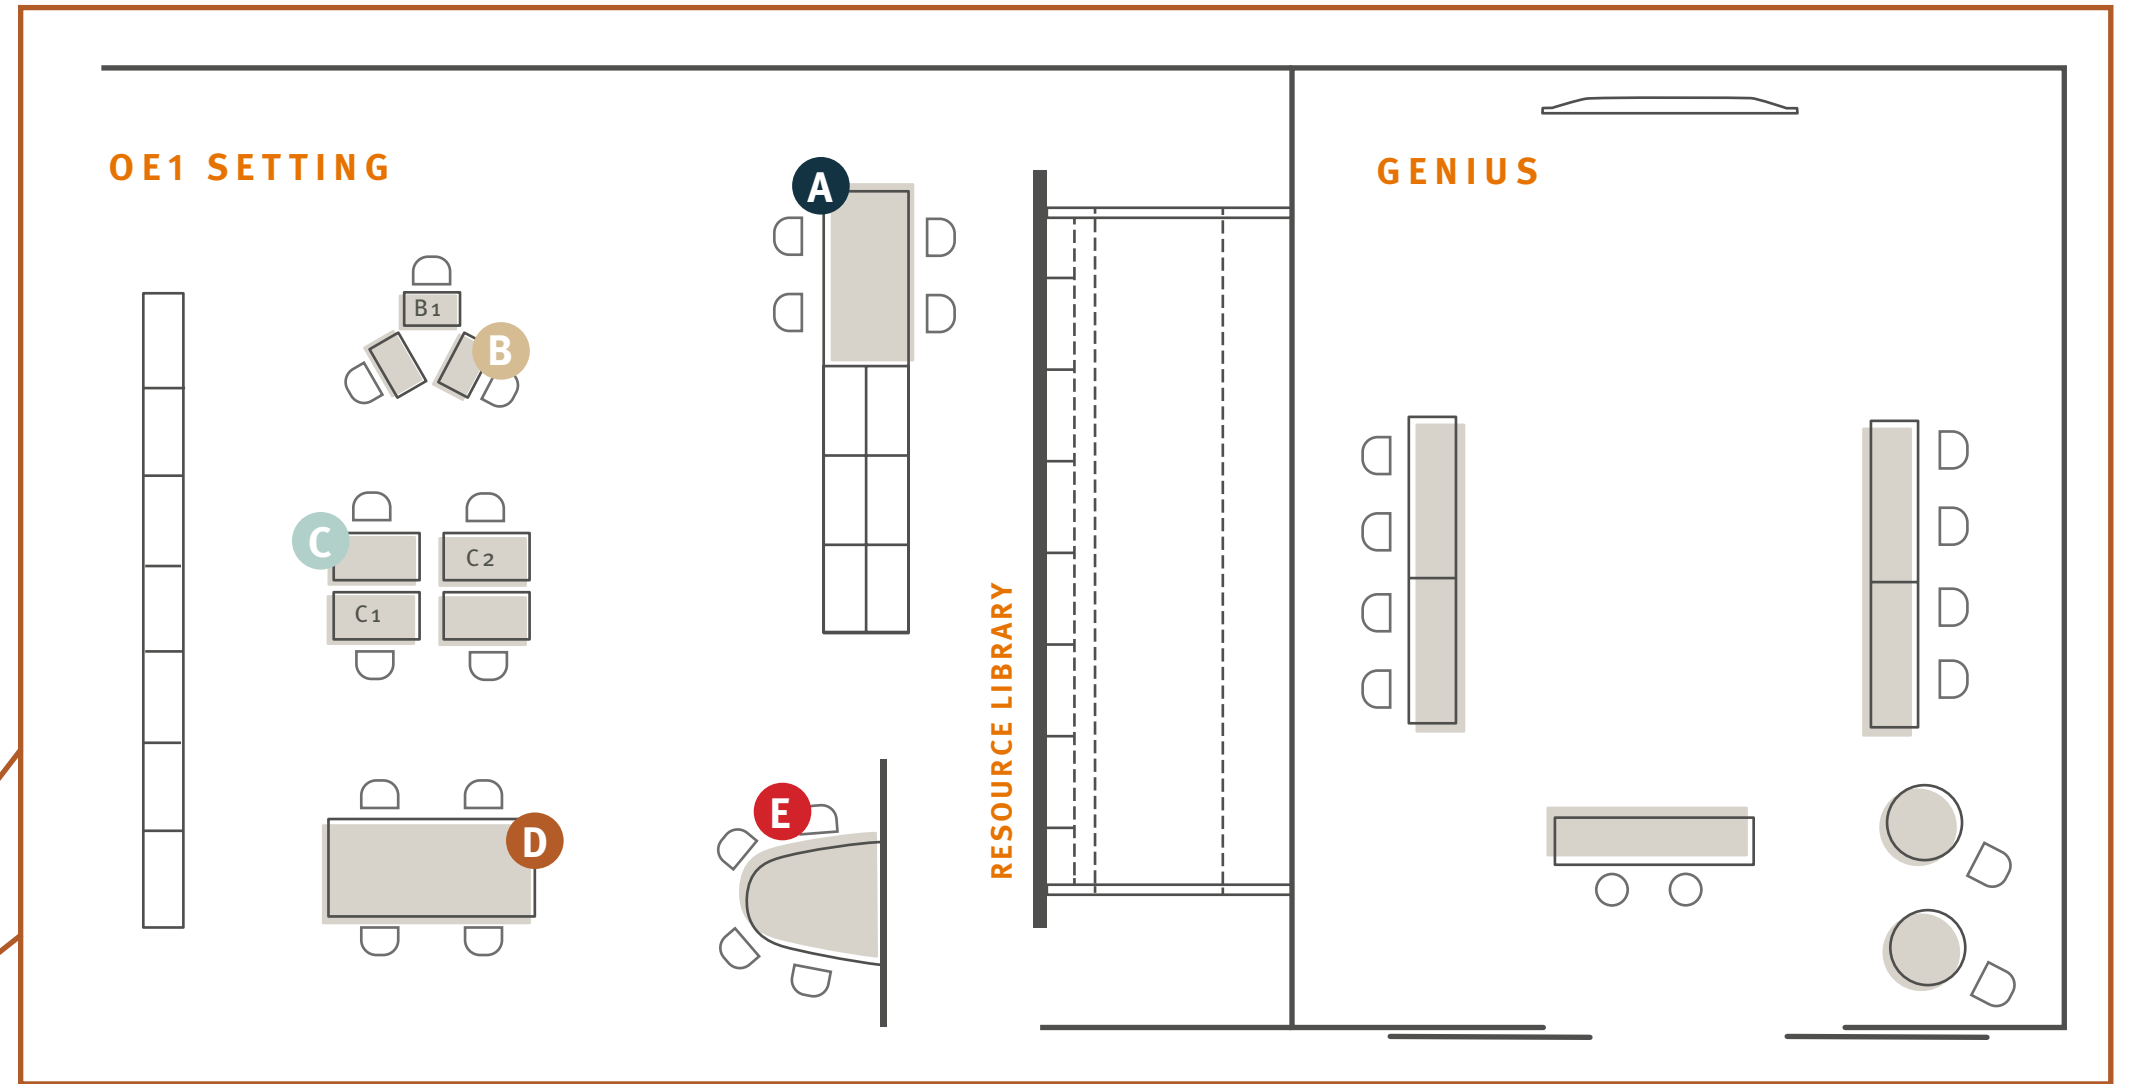 OE1 SETTING
GENIUS
A
B1
B
C
C2
C1
D
E
RESOURCE LIBRARY